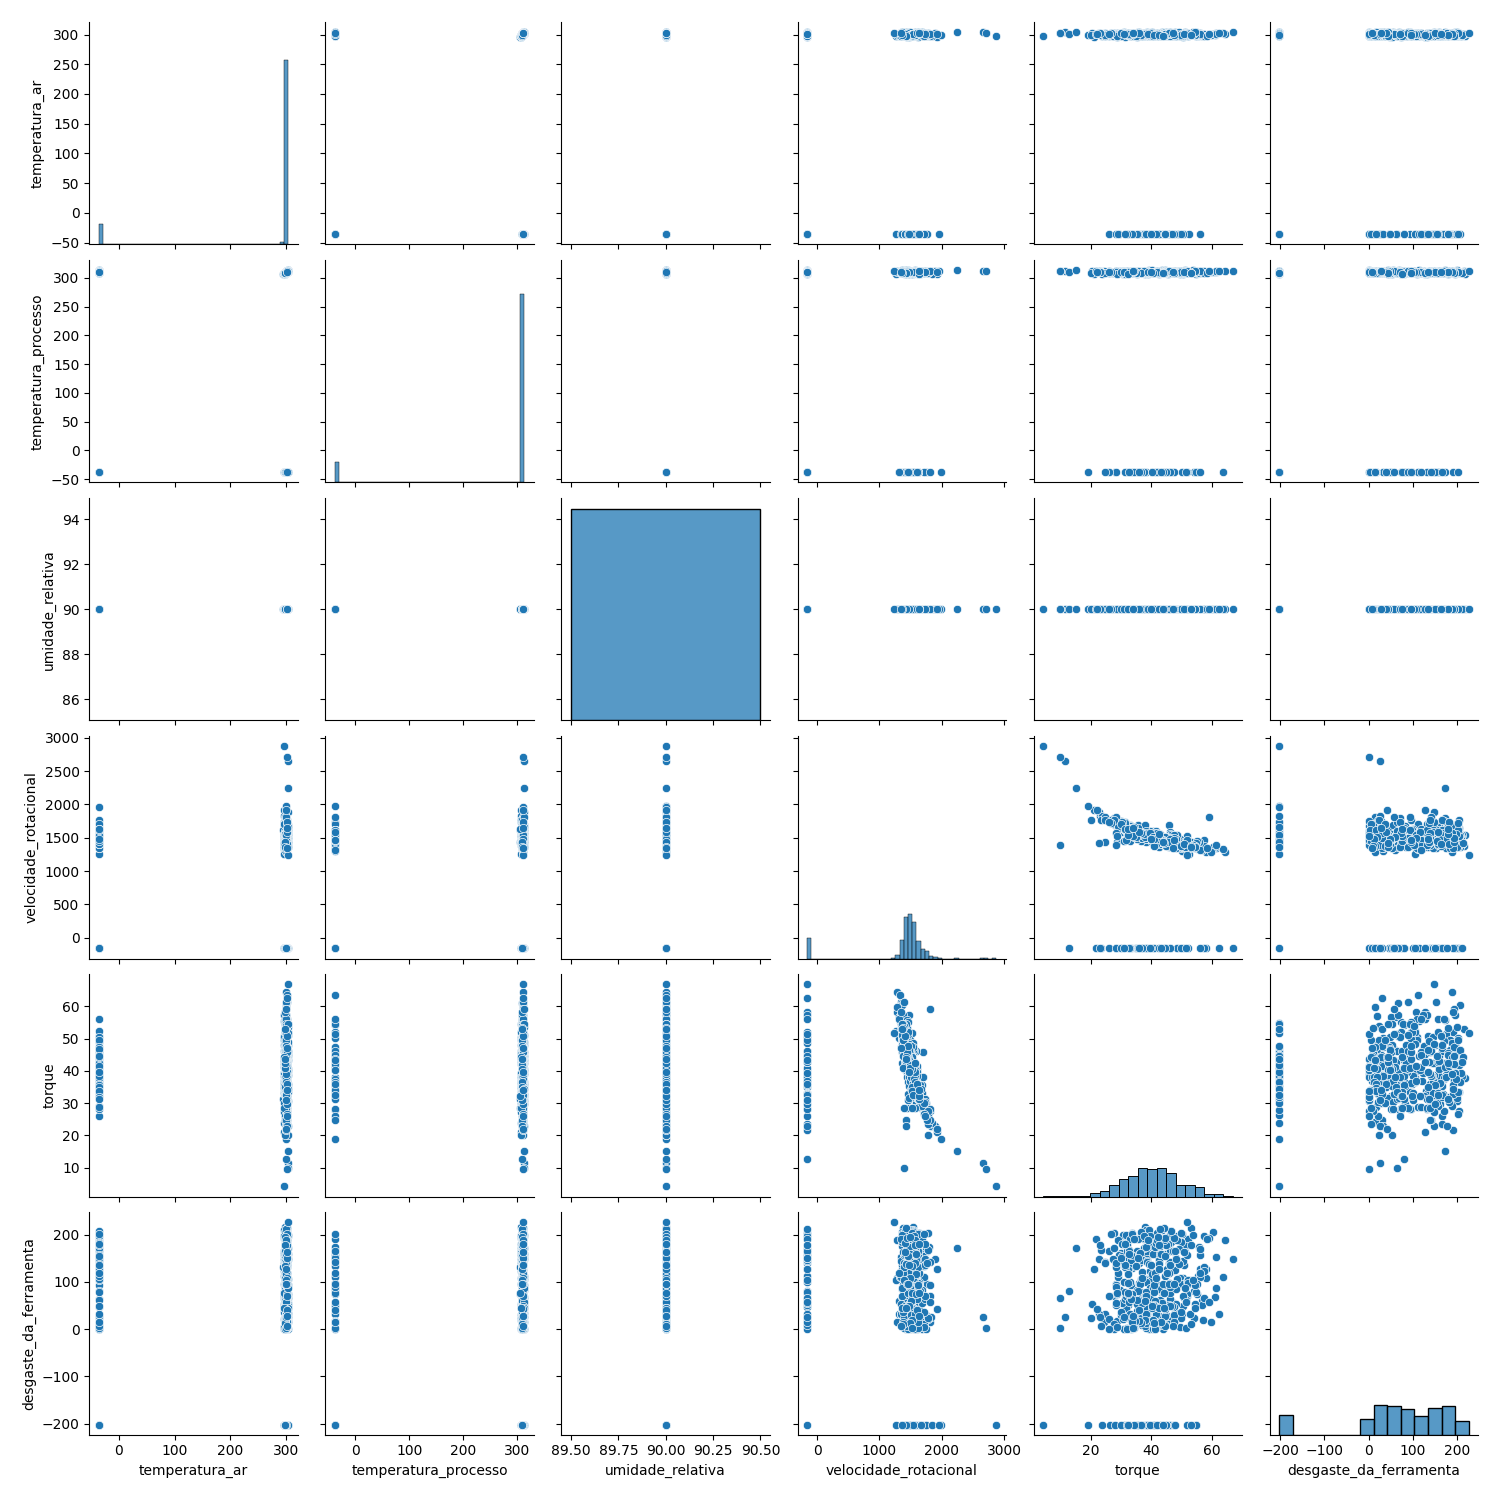 temperatura_ar
300
250
200
150
100
50
0
−50
temperatura_processo
300
250
200
150
100
50
0
−50
umidade_relativa
94
92
90
88
86
velocidade_rotacional
3000
2500
2000
1500
1000
500
0
torque
60
50
40
30
20
10
desgaste_da_ferramenta
200
100
0
−100
−200
0 100 200 300
0 100 200 300
89.50 89.75 90.00 90.25 90.50
0 1000 2000 3000
20 40 60
−200 −100 0 100 200
temperatura_ar
temperatura_processo
umidade_relativa
velocidade_rotacional
torque
desgaste_da_ferramenta